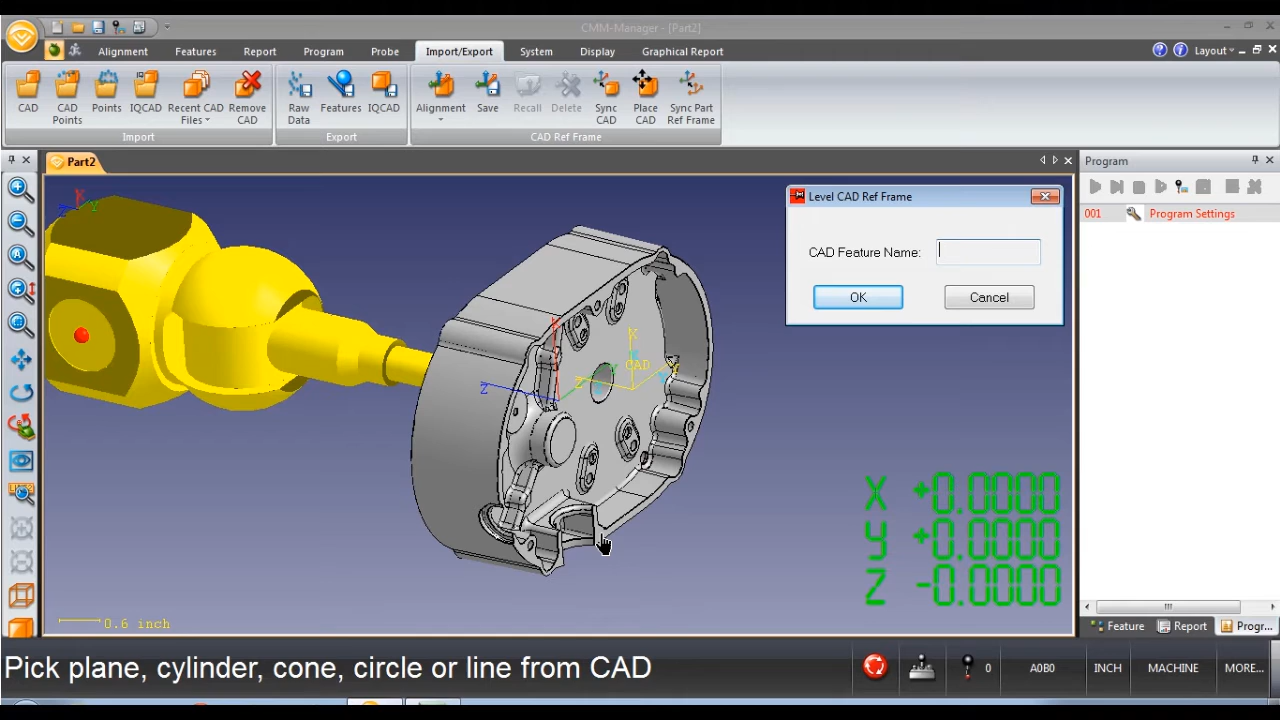 CMM-Manager - [Part2]
Alignment Features Report Program Probe Import/Export System Display Graphical Report Layout
CAD
CAD Points
Points
IQCAD
Recent CAD Files
Remove CAD
Raw Data
Features
IQCAD
Alignment
Save
Recall
Delete
Sync CAD
Place CAD
Sync Part Ref Frame
Import Export CAD Ref Frame
Part2
Program
001 Program Settings
Level CAD Ref Frame
CAD Feature Name:
OK Cancel
X
Z
Y
X
Z
CAD
Z
Y
X +0.0000
Y +0.0000
Z -0.0000
0.6 inch
Feature Report Progr...
Pick plane, cylinder, cone, circle or line from CAD
0 A0B0 INCH MACHINE MORE...